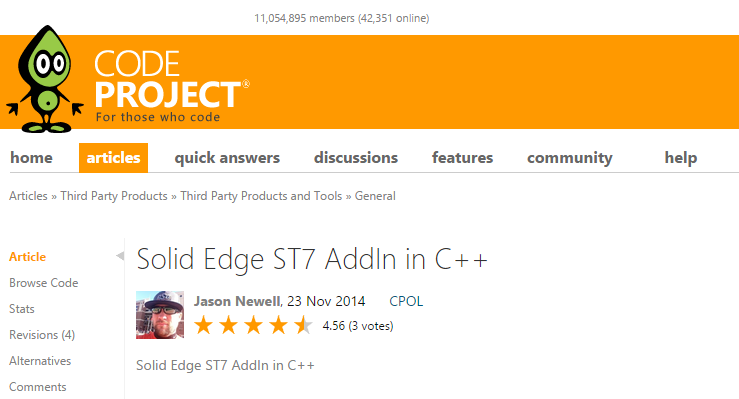 11,054,895 members (42,351 online)
CODE
PROJECT®
For those who code
home articles quick answers discussions features community help
Articles » Third Party Products » Third Party Products and Tools » General
Article
Browse Code
Stats
Revisions (4)
Alternatives
Comments
Solid Edge ST7 AddIn in C++
Jason Newell, 23 Nov 2014 CPOL
4.56 (3 votes)
Solid Edge ST7 AddIn in C++